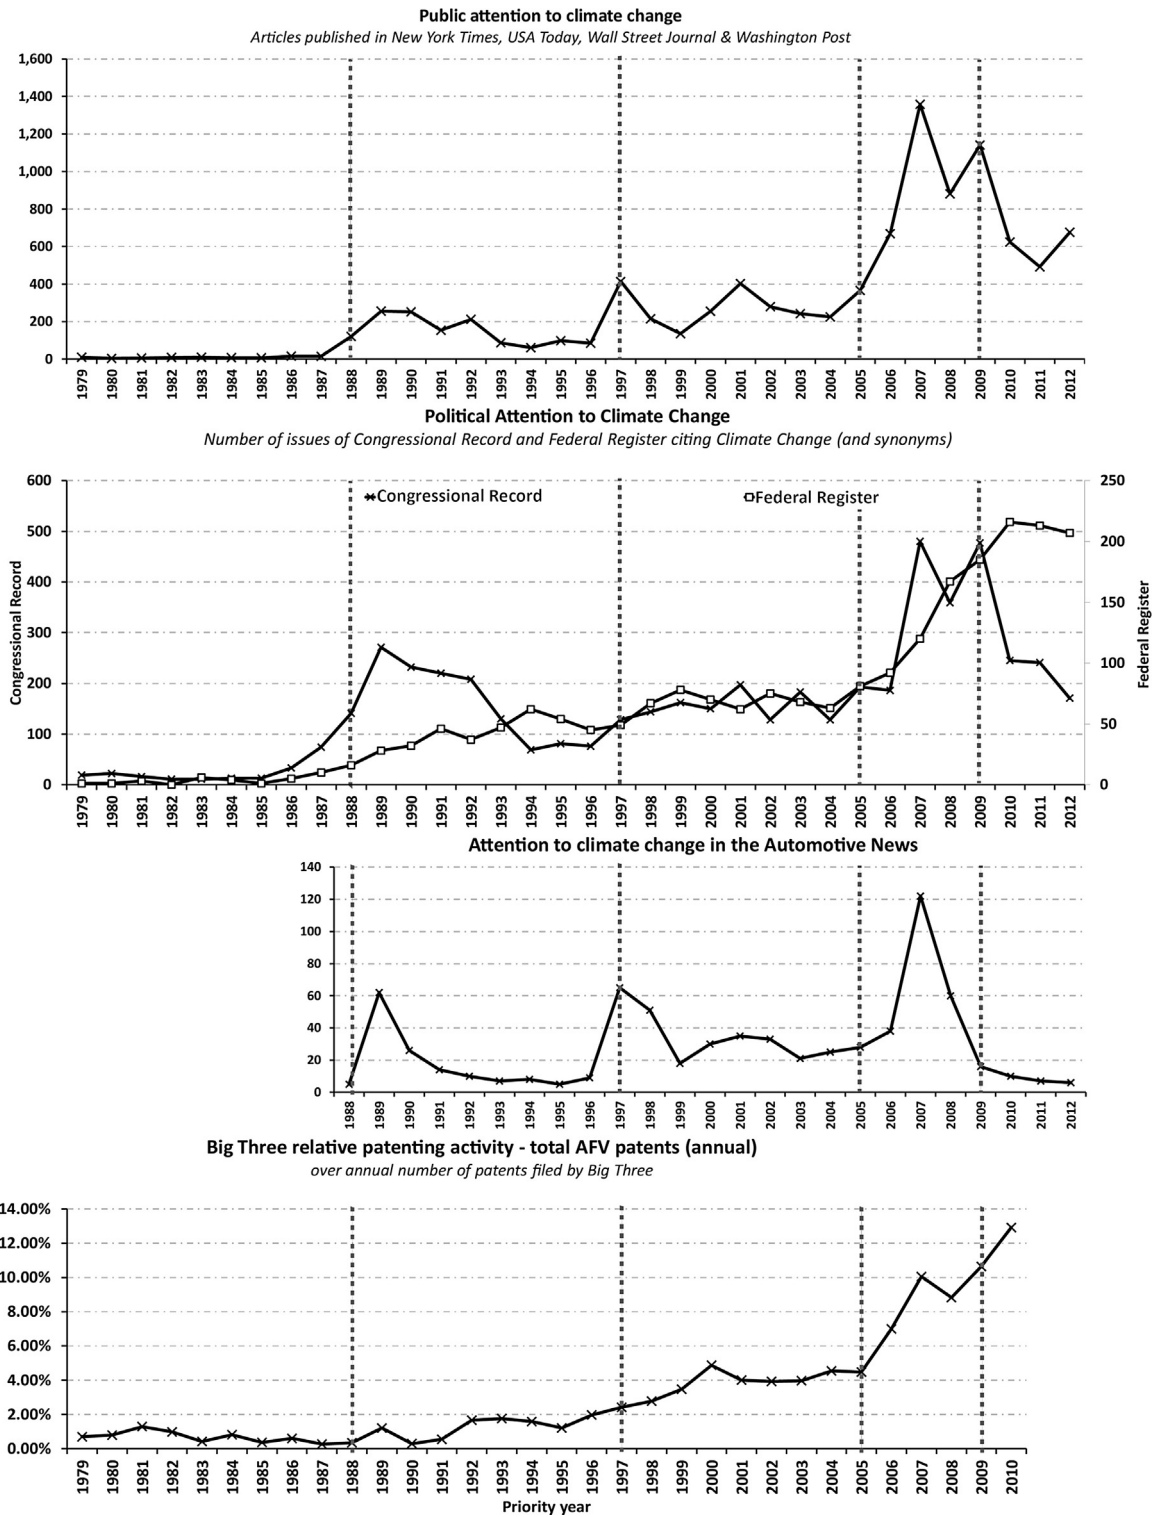 Public attention to climate change
Articles published in New York Times, USA Today, Wall Street Journal & Washington Post
1,600
1,400
1,200
1,000
800
600
400
200
0
1979 1980 1981 1982 1983 1984 1985 1986 1987 1988 1989 1990 1991 1992 1993 1994 1995 1996 1997 1998 1999 2000 2001 2002 2003 2004 2005 2006 2007 2008 2009 2010 2011 2012
Political Attention to Climate Change
Number of issues of Congressional Record and Federal Register citing Climate Change (and synonyms)
Congressional Record
600
500
400
300
200
100
0
Congressional Record
Federal Register
250
200
150
100
50
0
Federal Register
1979 1980 1981 1982 1983 1984 1985 1986 1987 1988 1989 1990 1991 1992 1993 1994 1995 1996 1997 1998 1999 2000 2001 2002 2003 2004 2005 2006 2007 2008 2009 2010 2011 2012
Attention to climate change in the Automotive News
140
120
100
80
60
40
20
0
1988 1989 1990 1991 1992 1993 1994 1995 1996 1997 1998 1999 2000 2001 2002 2003 2004 2005 2006 2007 2008 2009 2010 2011 2012
Big Three relative patenting activity - total AFV patents (annual)
over annual number of patents filed by Big Three
14.00%
12.00%
10.00%
8.00%
6.00%
4.00%
2.00%
0.00%
1979 1980 1981 1982 1983 1984 1985 1986 1987 1988 1989 1990 1991 1992 1993 1994 1995 1996 1997 1998 1999 2000 2001 2002 2003 2004 2005 2006 2007 2008 2009 2010
Priority year